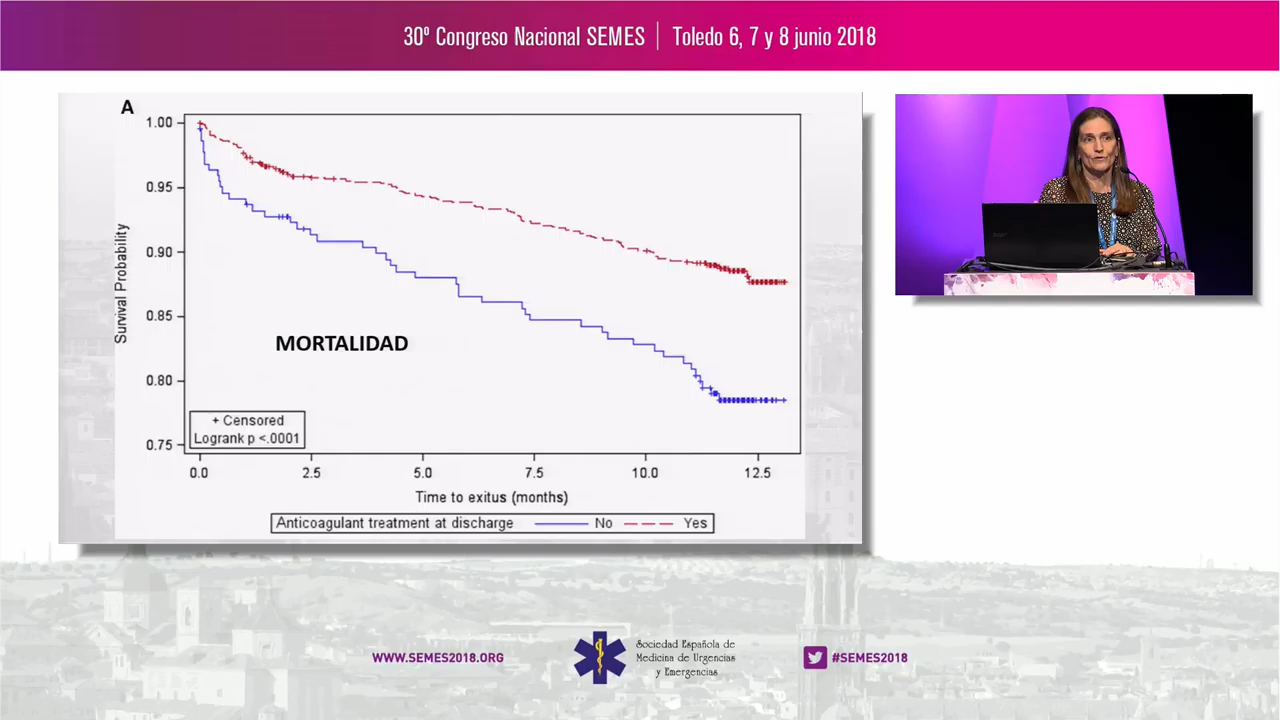 30º Congreso Nacional SEMES | Toledo 6, 7 y 8 junio 2018
A
1.00
0.95
0.90
0.85
0.80
0.75
Survival Probability
MORTALIDAD
+ Censored
Logrank p <.0001
0.0 2.5 5.0 7.5 10.0 12.5
Time to exitus (months)
Anticoagulant treatment at discharge No Yes
WWW.SEMES2018.ORG
Sociedad Española de
Medicina de Urgencias
y Emergencias
#SEMES2018